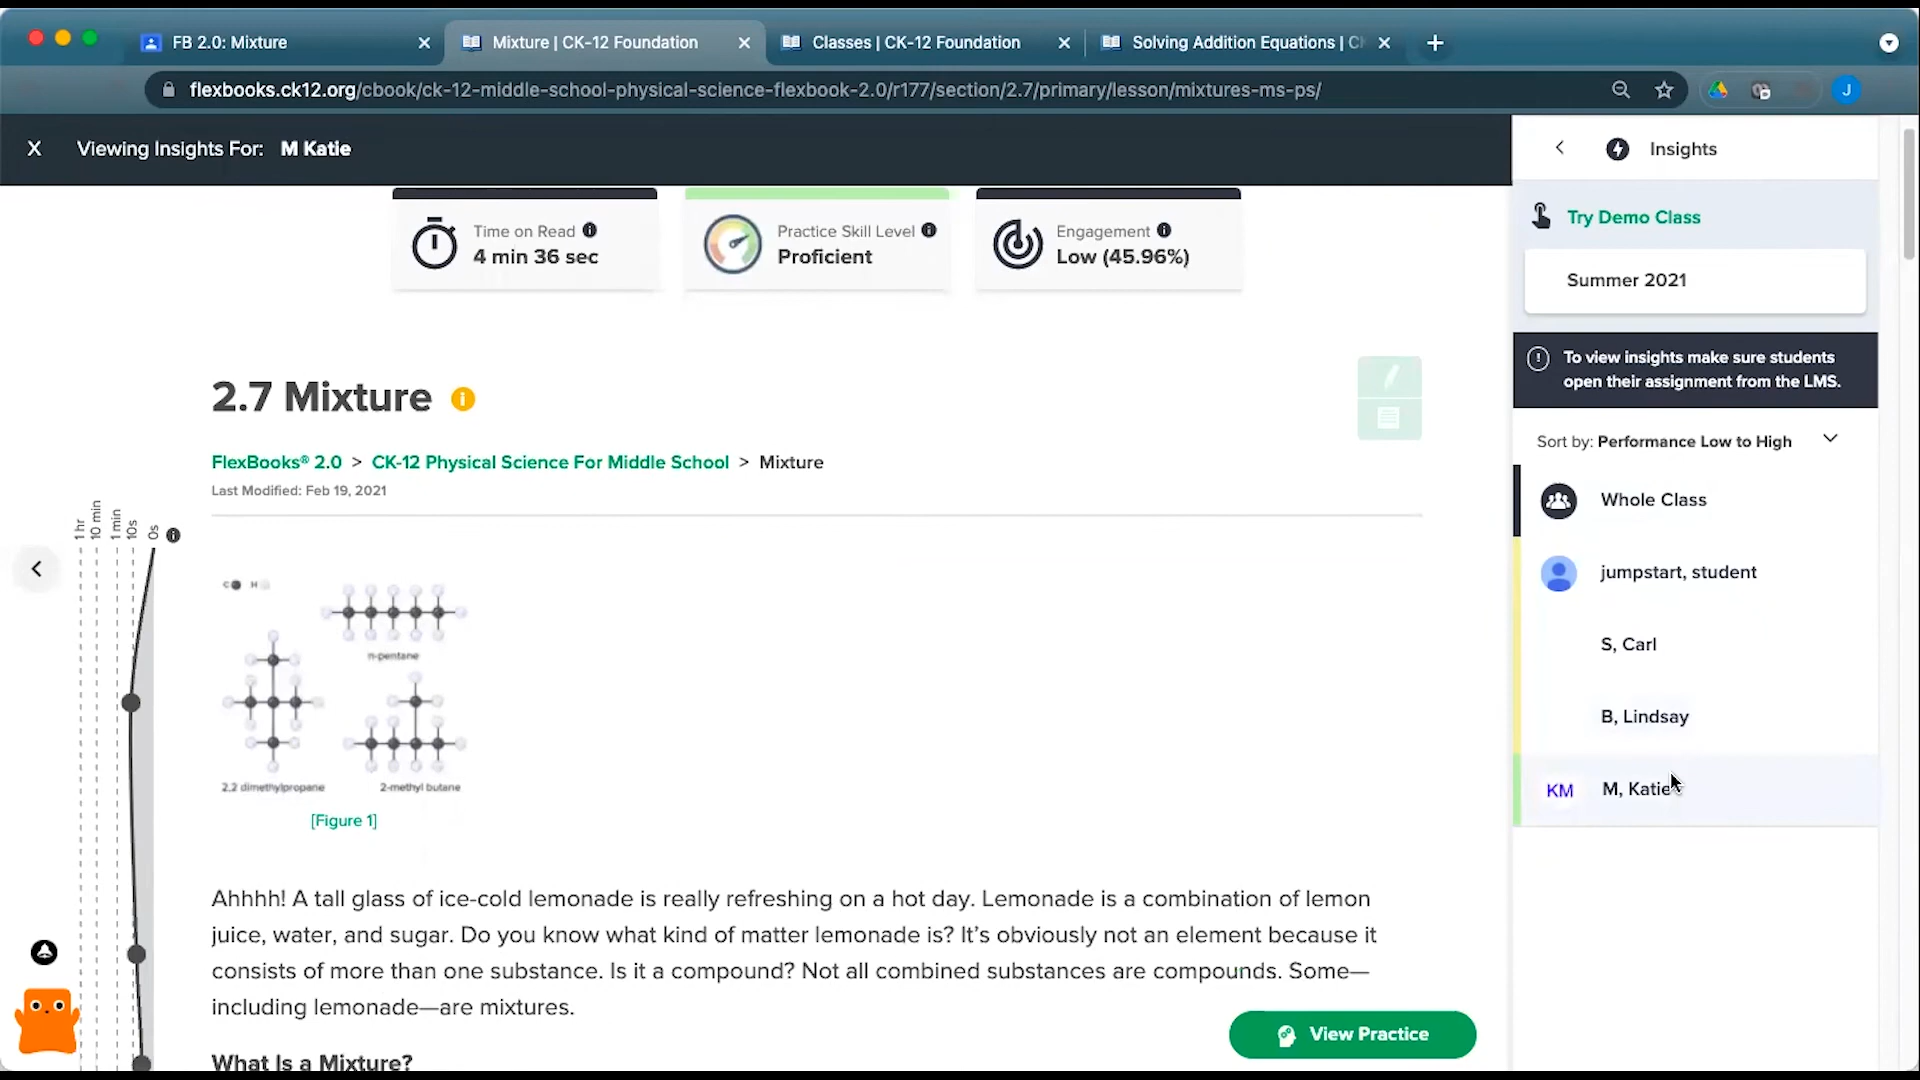 FB 2.0: Mixture
Mixture | CK-12 Foundation
Classes | CK-12 Foundation
Solving Addition Equations | CK
flexbooks.ck12.org/cbook/ck-12-middle-school-physical-science-flexbook-2.0/r177/section/2.7/primary/lesson/mixtures-ms-ps/
J
X Viewing Insights For: M Katie
Time on Read
4 min 36 sec
Practice Skill Level
Proficient
Engagement
Low (45.96%)
2.7 Mixture
FlexBooks® 2.0 > CK-12 Physical Science For Middle School > Mixture
Last Modified: Feb 19, 2021
1 hr
10 min
1 min
10s
0s
C H
n-pentane
2,2 dimethylpropane
2-methyl butane
[Figure 1]
Ahhhh! A tall glass of ice-cold lemonade is really refreshing on a hot day. Lemonade is a combination of lemon
juice, water, and sugar. Do you know what kind of matter lemonade is? It's obviously not an element because it
consists of more than one substance. Is it a compound? Not all combined substances are compounds. Some—
including lemonade—are mixtures.
What Is a Mixture?
View Practice
Insights
Try Demo Class
Summer 2021
To view insights make sure students
open their assignment from the LMS.
Sort by: Performance Low to High
Whole Class
jumpstart, student
S, Carl
B, Lindsay
KM M, Katie